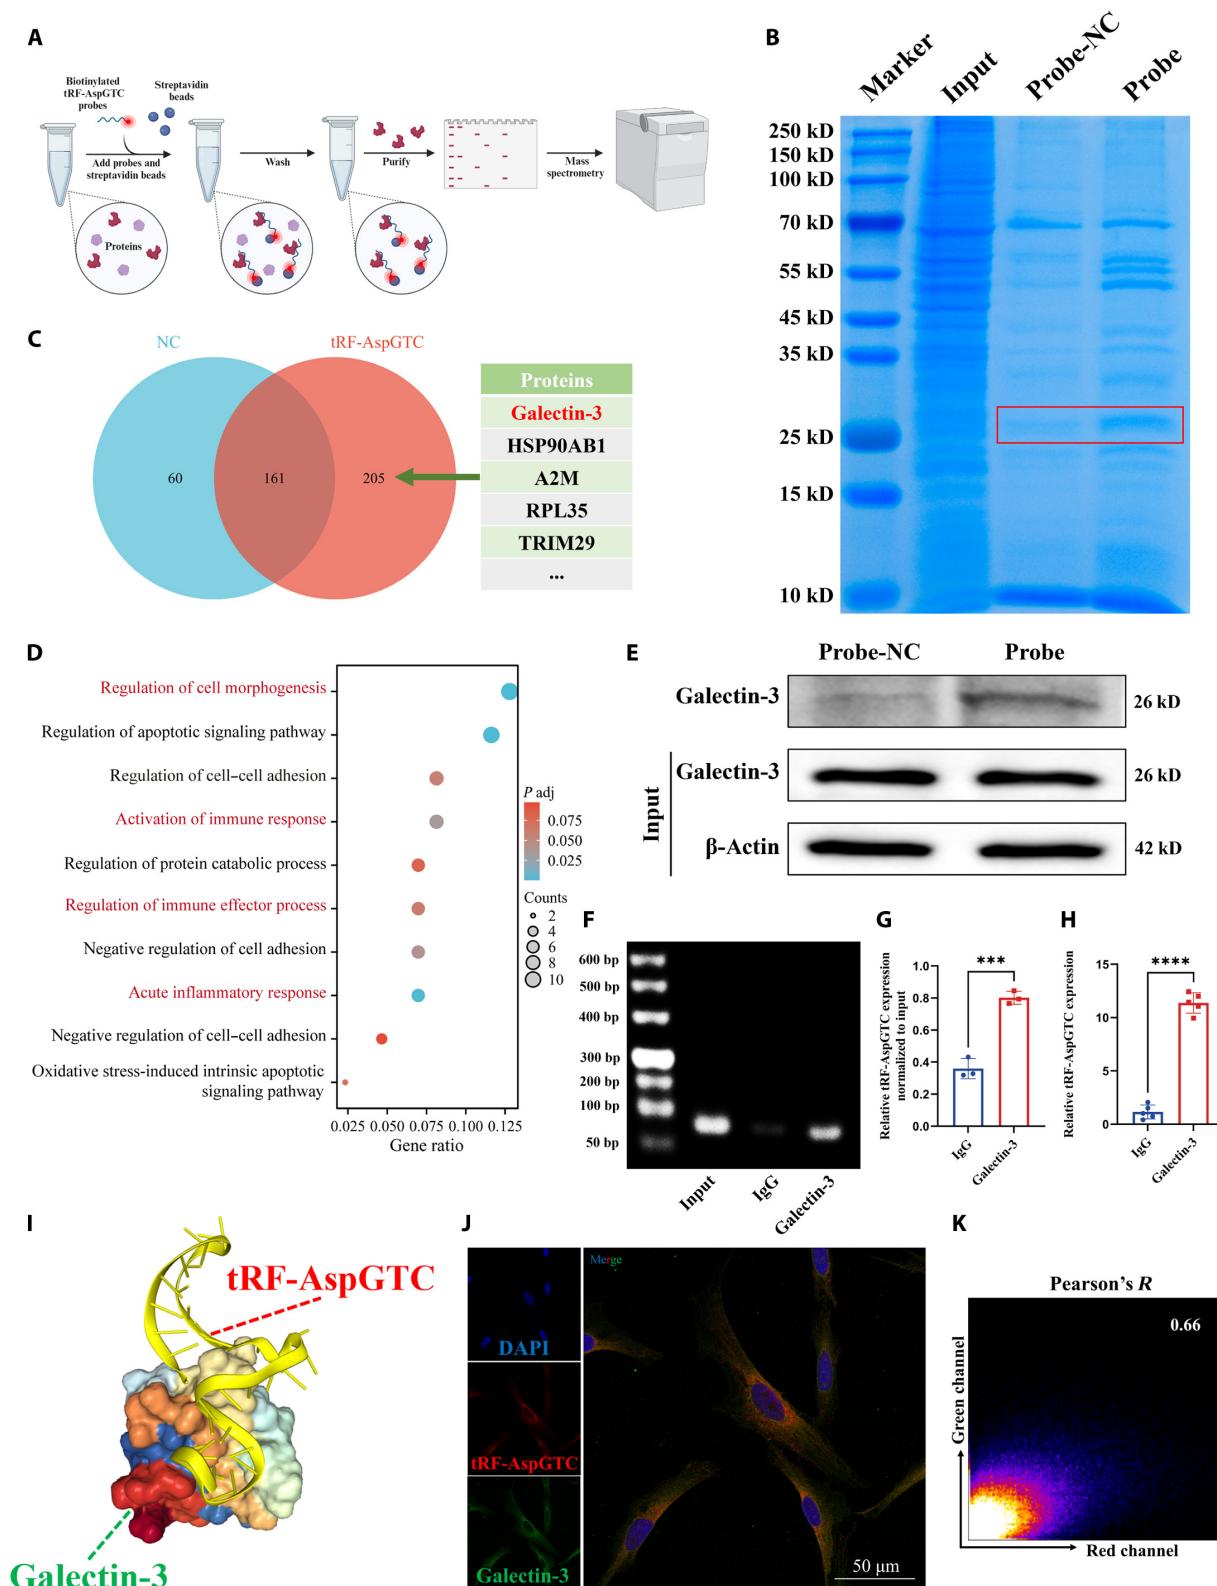 A
Biotinylated
tRF-AspGTC
probes
Streptavidin
beads
Add probes and
streptavidin beads
Wash
Purify
Mass
spectrometry
Proteins
B
Marker
Input
Probe-NC
Probe
250 kD
150 kD
100 kD
70 kD
55 kD
45 kD
35 kD
25 kD
15 kD
10 kD
C
NC
tRF-AspGTC
60
161
205
Proteins
Galectin-3
HSP90AB1
A2M
RPL35
TRIM29
...
D
Regulation of cell morphogenesis
Regulation of apoptotic signaling pathway
Regulation of cell–cell adhesion
Activation of immune response
Regulation of protein catabolic process
Regulation of immune effector process
Negative regulation of cell adhesion
Acute inflammatory response
Negative regulation of cell–cell adhesion
Oxidative stress-induced intrinsic apoptotic
signaling pathway
0.025 0.050 0.075 0.100 0.125
Gene ratio
P adj
0.075
0.050
0.025
Counts
2
4
6
8
10
E
Probe-NC
Probe
Galectin-3
26 kD
Input
Galectin-3
26 kD
β-Actin
42 kD
F
600 bp
500 bp
400 bp
300 bp
200 bp
100 bp
50 bp
Input
IgG
Galectin-3
G
Relative tRF-AspGTC expression
normalized to input
1.0
0.8
0.6
0.4
0.2
0.0
***
IgG
Galectin-3
H
Relative tRF-AspGTC expression
15
10
5
0
****
IgG
Galectin-3
I
tRF-AspGTC
Galectin-3
J
DAPI
tRF-AspGTC
Galectin-3
Merge
50 μm
K
Pearson's R
0.66
Green channel
Red channel